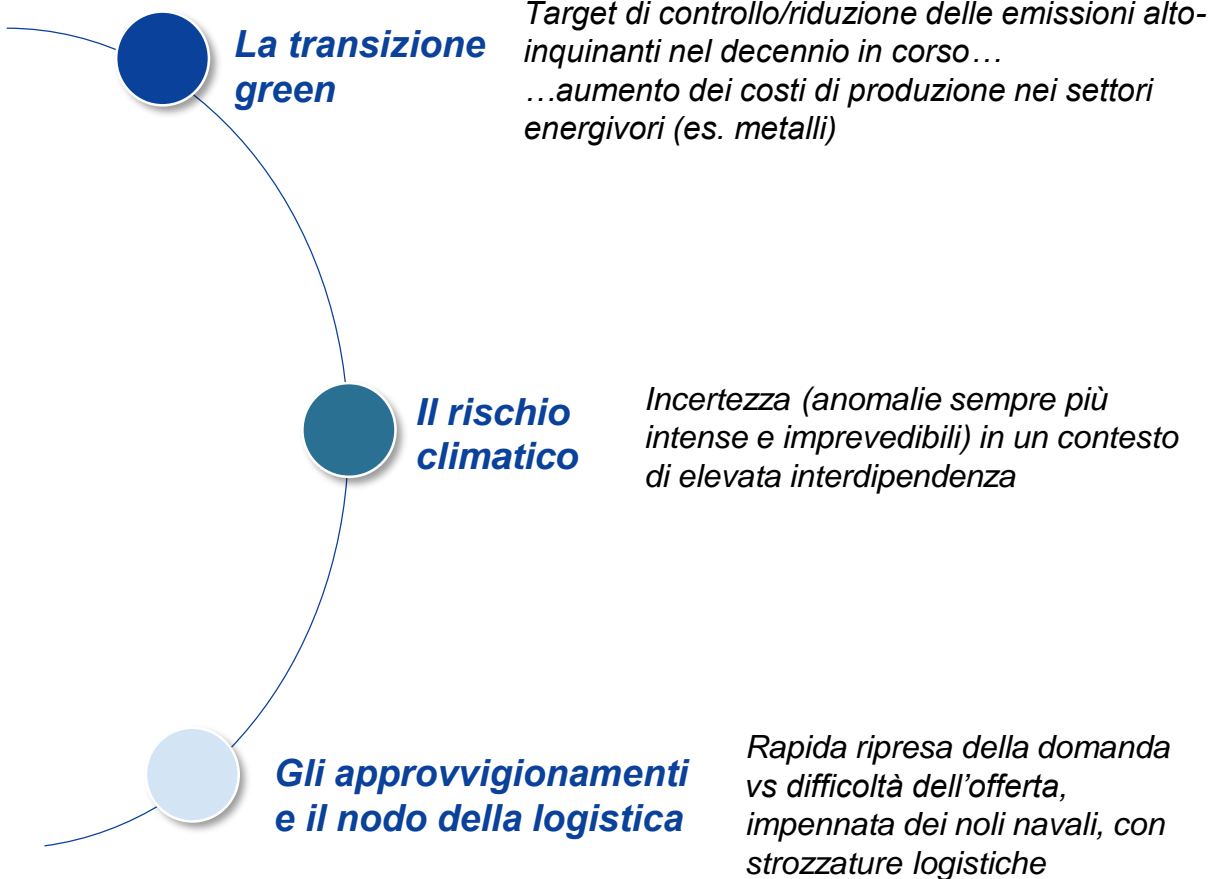 La transizione
green
Target di controllo/riduzione delle emissioni alto-
inquinanti nel decennio in corso…
…aumento dei costi di produzione nei settori
energivori (es. metalli)
Il rischio
climatico
Incertezza (anomalie sempre più
intense e imprevedibili) in un contesto
di elevata interdipendenza
Gli approvvigionamenti
e il nodo della logistica
Rapida ripresa della domanda
vs difficoltà dell’offerta,
impennata dei noli navali, con
strozzature logistiche